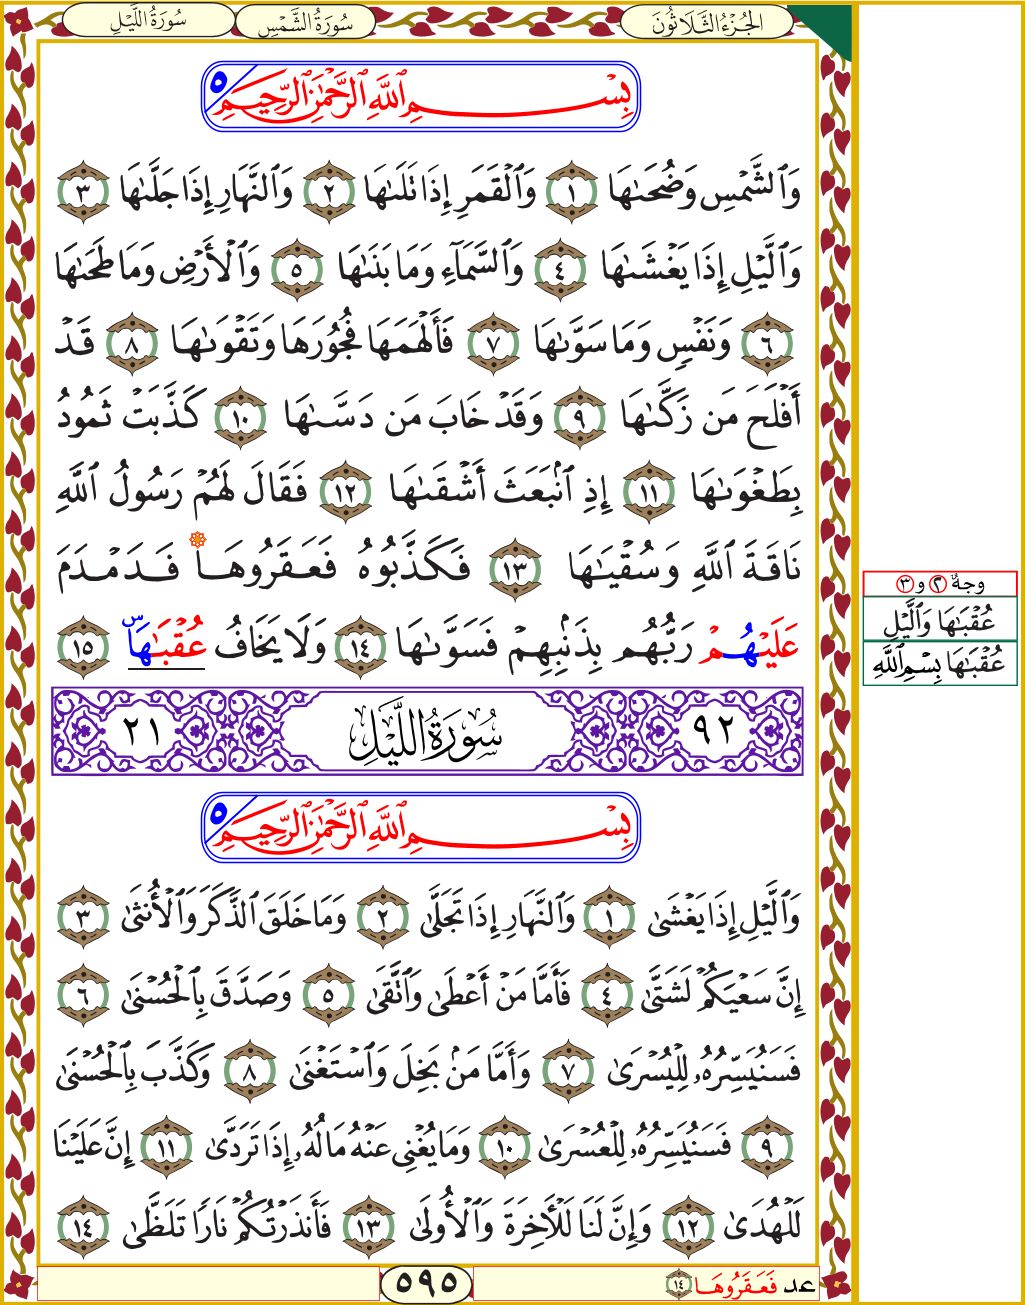 الجُزْءُ الثَّلَاثُونَ
سُورَةُ الشَّمْسِ
سُورَةُ اللَّيْلِ
بِسْمِ ٱللَّهِ ٱلرَّحْمَٰنِ ٱلرَّحِيمِ ٥
وَٱلشَّمْسِ وَضُحَىٰهَا ١ وَٱلْقَمَرِ إِذَا تَلَىٰهَا ٢ وَٱلنَّهَارِ إِذَا جَلَّىٰهَا ٣
وَٱلَّيْلِ إِذَا يَغْشَىٰهَا ٤ وَٱلسَّمَآءِ وَمَا بَنَىٰهَا ٥ وَٱلْأَرْضِ وَمَا طَحَىٰهَا
٦ وَنَفْسٍ وَمَا سَوَّىٰهَا ٧ فَأَلْهَمَهَا فُجُورَهَا وَتَقْوَىٰهَا ٨ قَدْ
أَفْلَحَ مَن زَكَّىٰهَا ٩ وَقَدْ خَابَ مَن دَسَّىٰهَا ١٠ كَذَّبَتْ ثَمُودُ
بِطَغْوَىٰهَا ١١ إِذِ ٱنۢبَعَثَ أَشْقَىٰهَا ١٢ فَقَالَ لَهُمْ رَسُولُ ٱللَّهِ
نَاقَةَ ٱللَّهِ وَسُقْيَـٰهَا ١٣ فَكَذَّبُوهُ فَعَقَرُوهَا فَدَمْدَمَ
عَلَيْهُمْ رَبُّهُم بِذَنۢبِهِمْ فَسَوَّىٰهَا ١٤ وَلَا يَخَافُ عُقْبَـٰهَا س ١٥
٩٢ سُورَةُ اللَّيْلِ ٢١
بِسْمِ ٱللَّهِ ٱلرَّحْمَٰنِ ٱلرَّحِيمِ ٥
وَٱلَّيْلِ إِذَا يَغْشَىٰ ١ وَٱلنَّهَارِ إِذَا تَجَلَّىٰ ٢ وَمَا خَلَقَ ٱلذَّكَرَ وَٱلْأُنثَىٰ ٣
إِنَّ سَعْيَكُمْ لَشَتَّىٰ ٤ فَأَمَّا مَنْ أَعْطَىٰ وَٱتَّقَىٰ ٥ وَصَدَّقَ بِٱلْحُسْنَىٰ ٦
فَسَنُيَسِّرُهُۥ لِلْيُسْرَىٰ ٧ وَأَمَّا مَنۢ بَخِلَ وَٱسْتَغْنَىٰ ٨ وَكَذَّبَ بِٱلْحُسْنَىٰ
٩ فَسَنُيَسِّرُهُۥ لِلْعُسْرَىٰ ١٠ وَمَا يُغْنِى عَنْهُ مَالُهُۥٓ إِذَا تَرَدَّىٰ ١١ إِنَّ عَلَيْنَا
لَلْهُدَىٰ ١٢ وَإِنَّ لَنَا لَلْـَٔاخِرَةَ وَٱلْأُولَىٰ ١٣ فَأَنذَرْتُكُمْ نَارًا تَلَظَّىٰ ١٤
وجهٌ ٢ و ٣
عُقْبَـٰهَا وَٱلَّيْلِ
عُقْبَـٰهَا بِسْمِ ٱللَّهِ
عد فَعَقَرُوهَا ١٤
٥٩٥